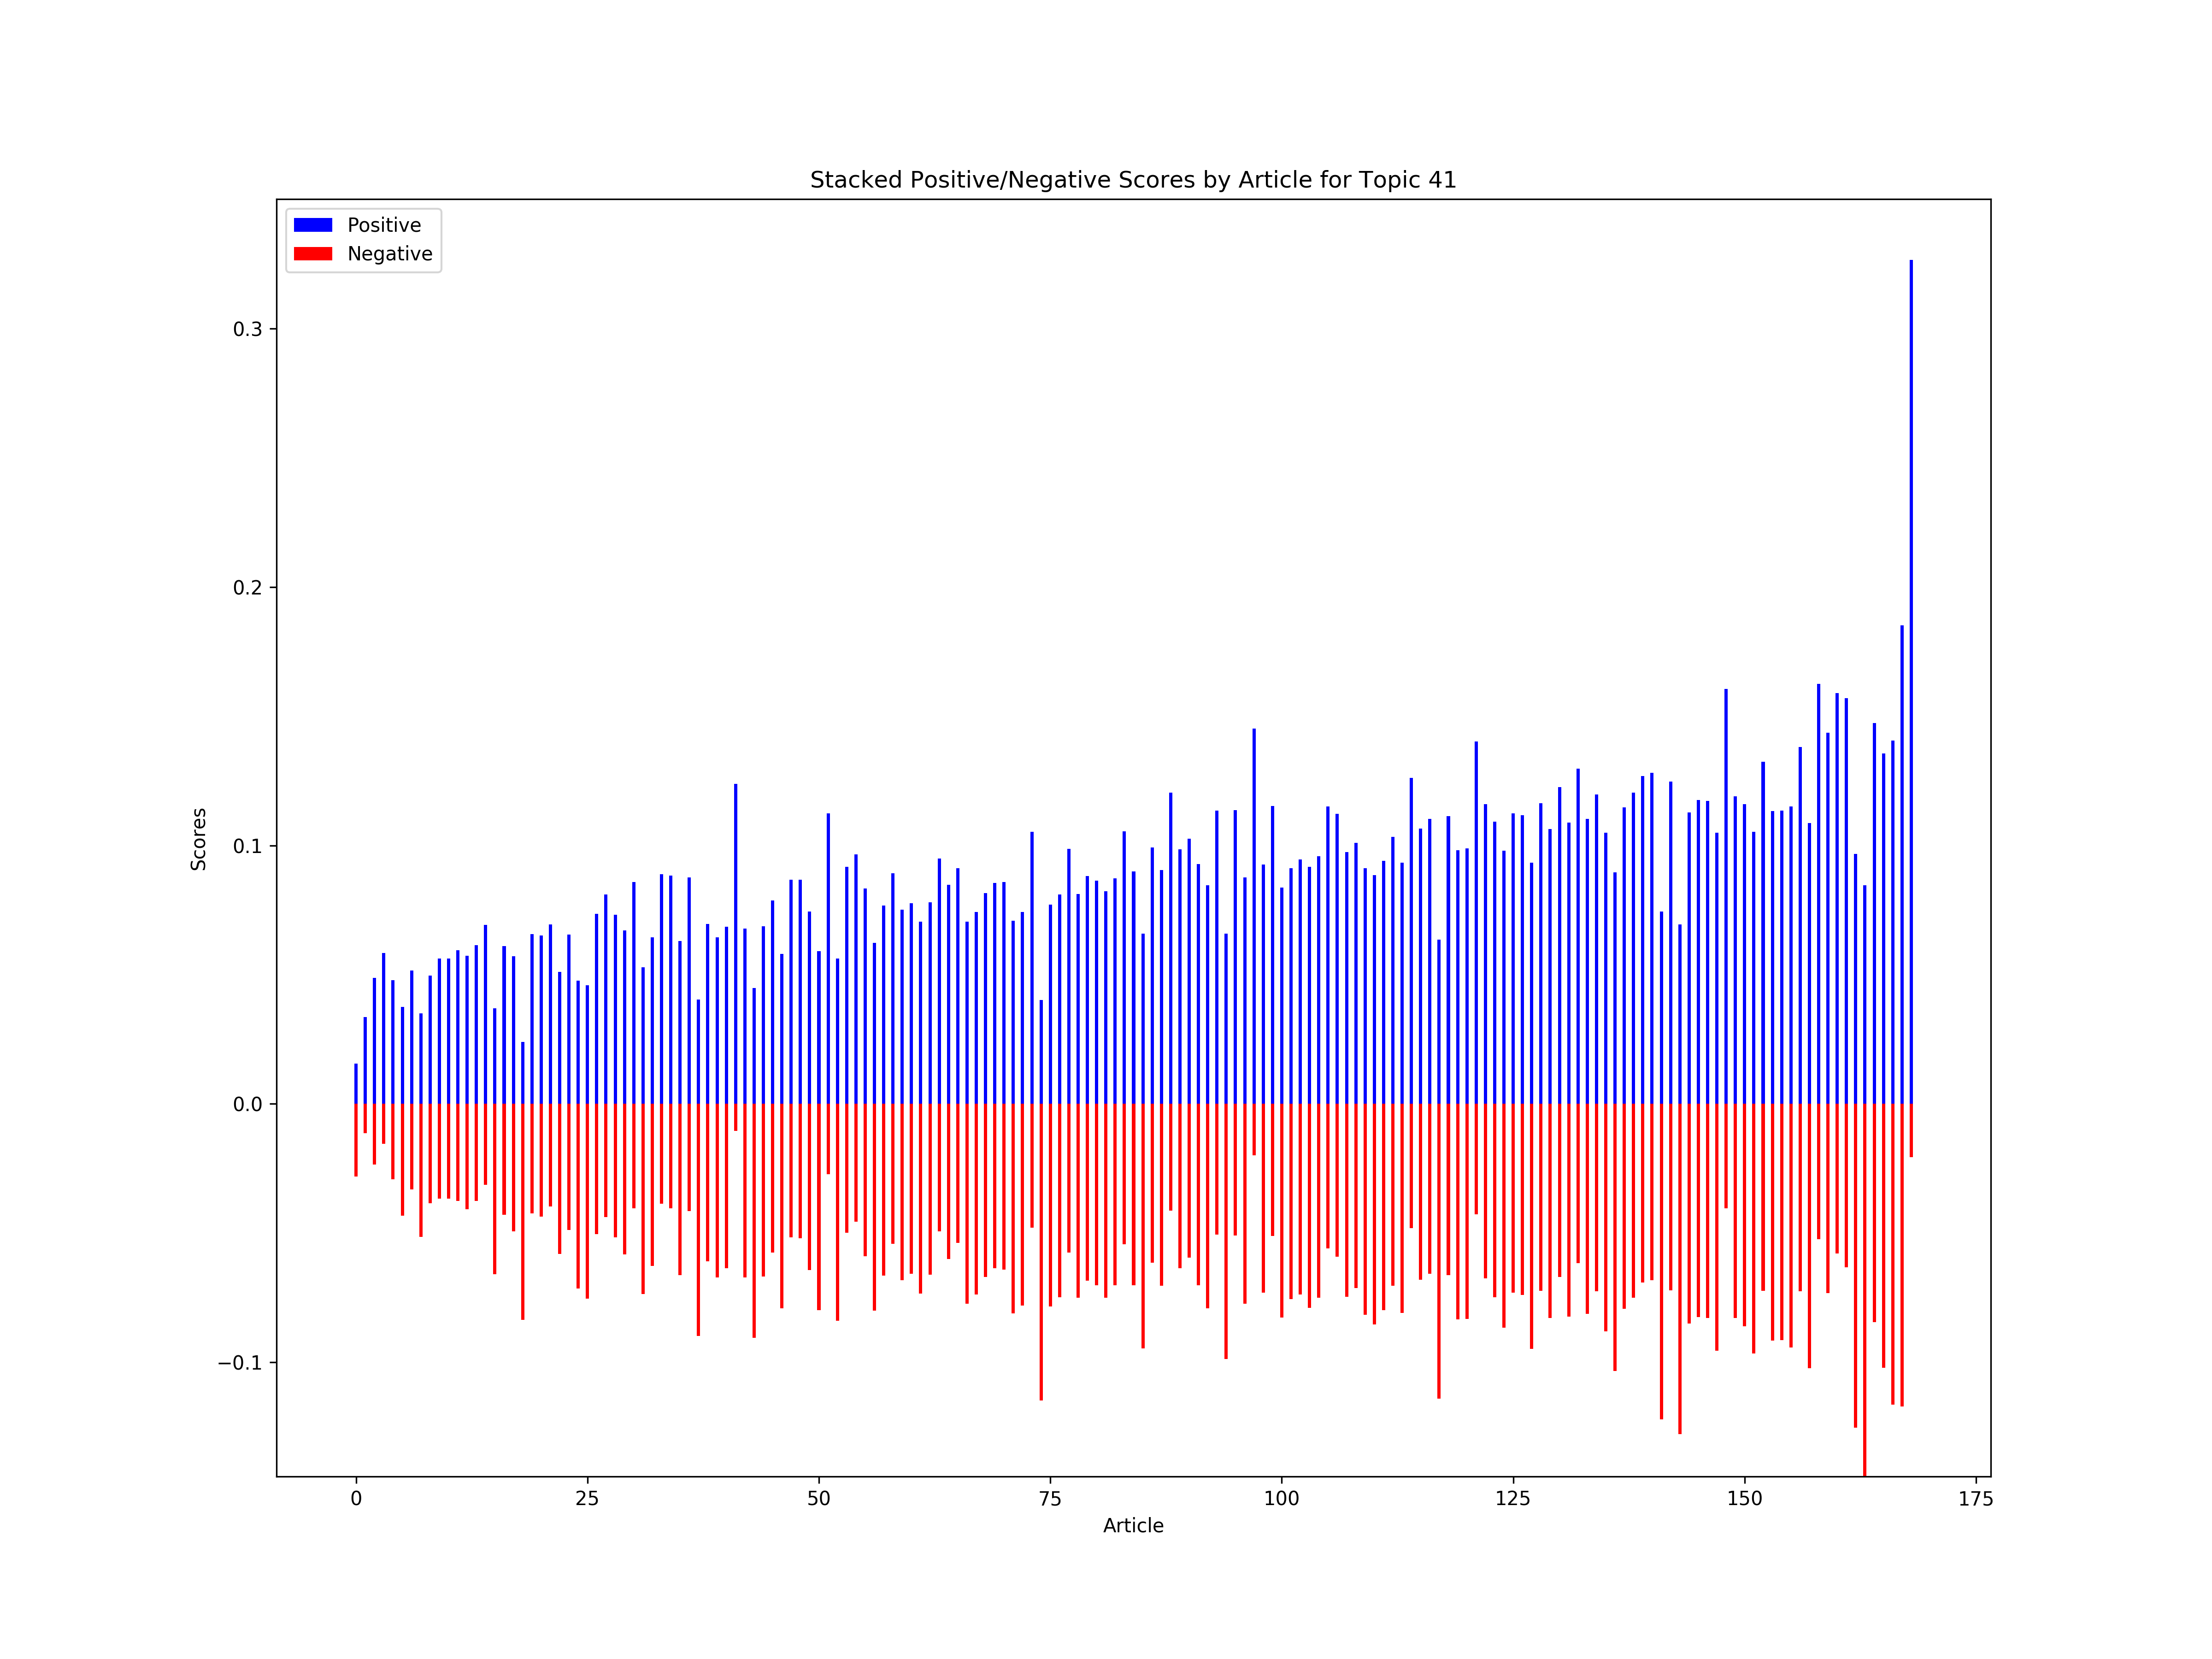 Stacked Positive/Negative Scores by Article for Topic 41
Positive
Negative
0.3
0.2
0.1
0.0
−0.1
Scores
0 25 50 75 100 125 150 175
Article